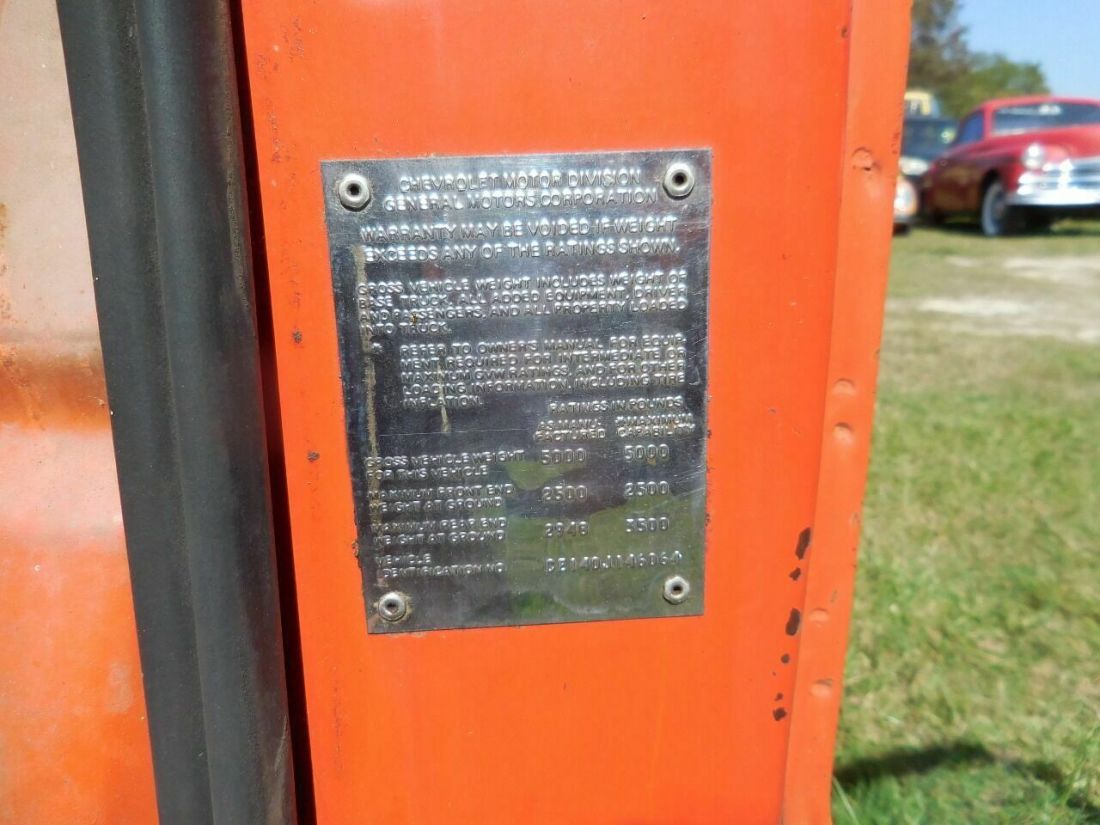 CHEVROLET MOTOR DIVISION
GENERAL MOTORS CORPORATION
WARRANTY MAY BE VOIDED IF WEIGHT
EXCEEDS ANY OF THE RATINGS SHOWN.
GROSS VEHICLE WEIGHT INCLUDES WEIGHT OF
BASE TRUCK, ALL ADDED EQUIPMENT, DRIVER
AND PASSENGERS, AND ALL PROPERTY LOADED
INTO TRUCK.
* REFER TO OWNERS MANUAL FOR EQUIP-
MENT REQUIRED FOR INTERMEDIATE OR
MAXIMUM GVW RATINGS, AND FOR OTHER
LOADING INFORMATION, INCLUDING TIRE
INFLATION.
RATINGS IN POUNDS
AS MANU- *MAXIMUM
FACTURED CAPABILITY
GROSS VEHICLE WEIGHT 5000 5000
FOR THIS VEHICLE
MAXIMUM FRONT END 2500 2500
WEIGHT AT GROUND
MAXIMUM REAR END 2948 3500
WEIGHT AT GROUND
VEHICLE
IDENTIFICATION NO.